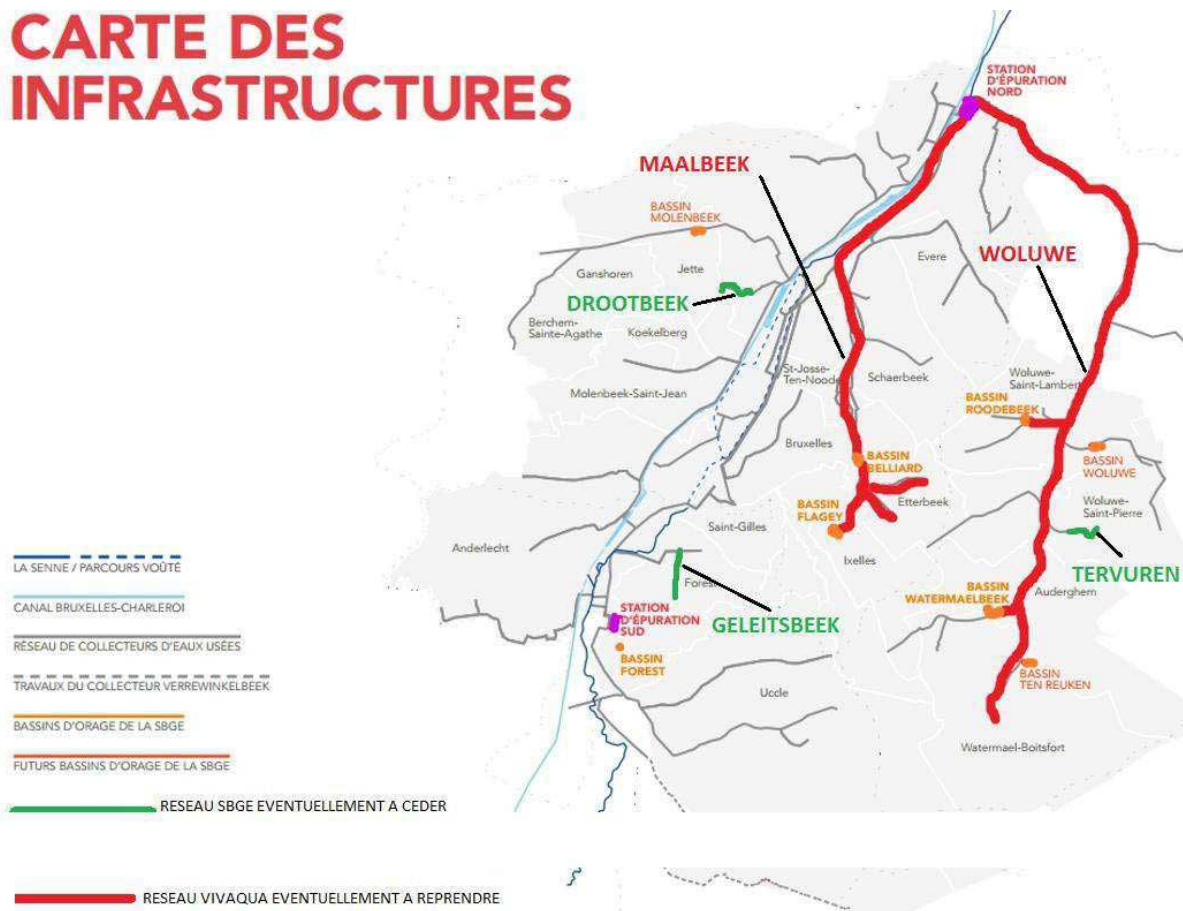 CARTE DES
INFRASTRUCTURES
STATION
D'ÉPURATION
NORD
MAALBEEK
BASSIN
MOLENBEEK
WOLUWE
Evere
Ganshoren
Jette
DROOTBEEK
Berchem-
Sainte-Agathe
Koekelberg
St-Josse-
Ten-Noode
Schaerbeek
Woluwe-
Saint-Lambert
Molenbeek-Saint-Jean
BASSIN
ROODEBEEK
Bruxelles
BASSIN
BELLIARD
BASSIN
WOLUWE
Etterbeek
BASSIN
FLAGEY
Woluwe-
Saint-Pierre
Saint-Gilles
Anderlecht
Ixelles
TERVUREN
Forest
BASSIN
WATERMAELBEEK
Auderghem
STATION
D'ÉPURATION
SUD
GELEITSBEEK
BASSIN
FOREST
BASSIN
TEN REUKEN
Uccle
Watermael-Boitsfort
LA SENNE / PARCOURS VOÛTÉ
CANAL BRUXELLES-CHARLEROI
RÉSEAU DE COLLECTEURS D'EAUX USÉES
TRAVAUX DU COLLECTEUR VERREWINKELBEEK
BASSINS D'ORAGE DE LA SBGE
FUTURS BASSINS D'ORAGE DE LA SBGE
RESEAU SBGE EVENTUELLEMENT A CEDER
RESEAU VIVAQUA EVENTUELLEMENT A REPRENDRE